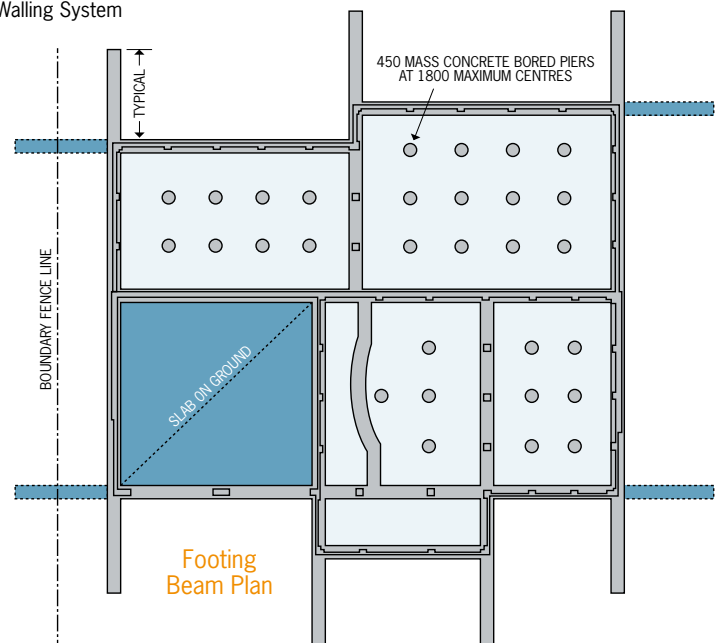 Walling System
450 MASS CONCRETE BORED PIERS
AT 1800 MAXIMUM CENTRES
TYPICAL
BOUNDARY FENCE LINE
SLAB ON GROUND
Footing
Beam Plan